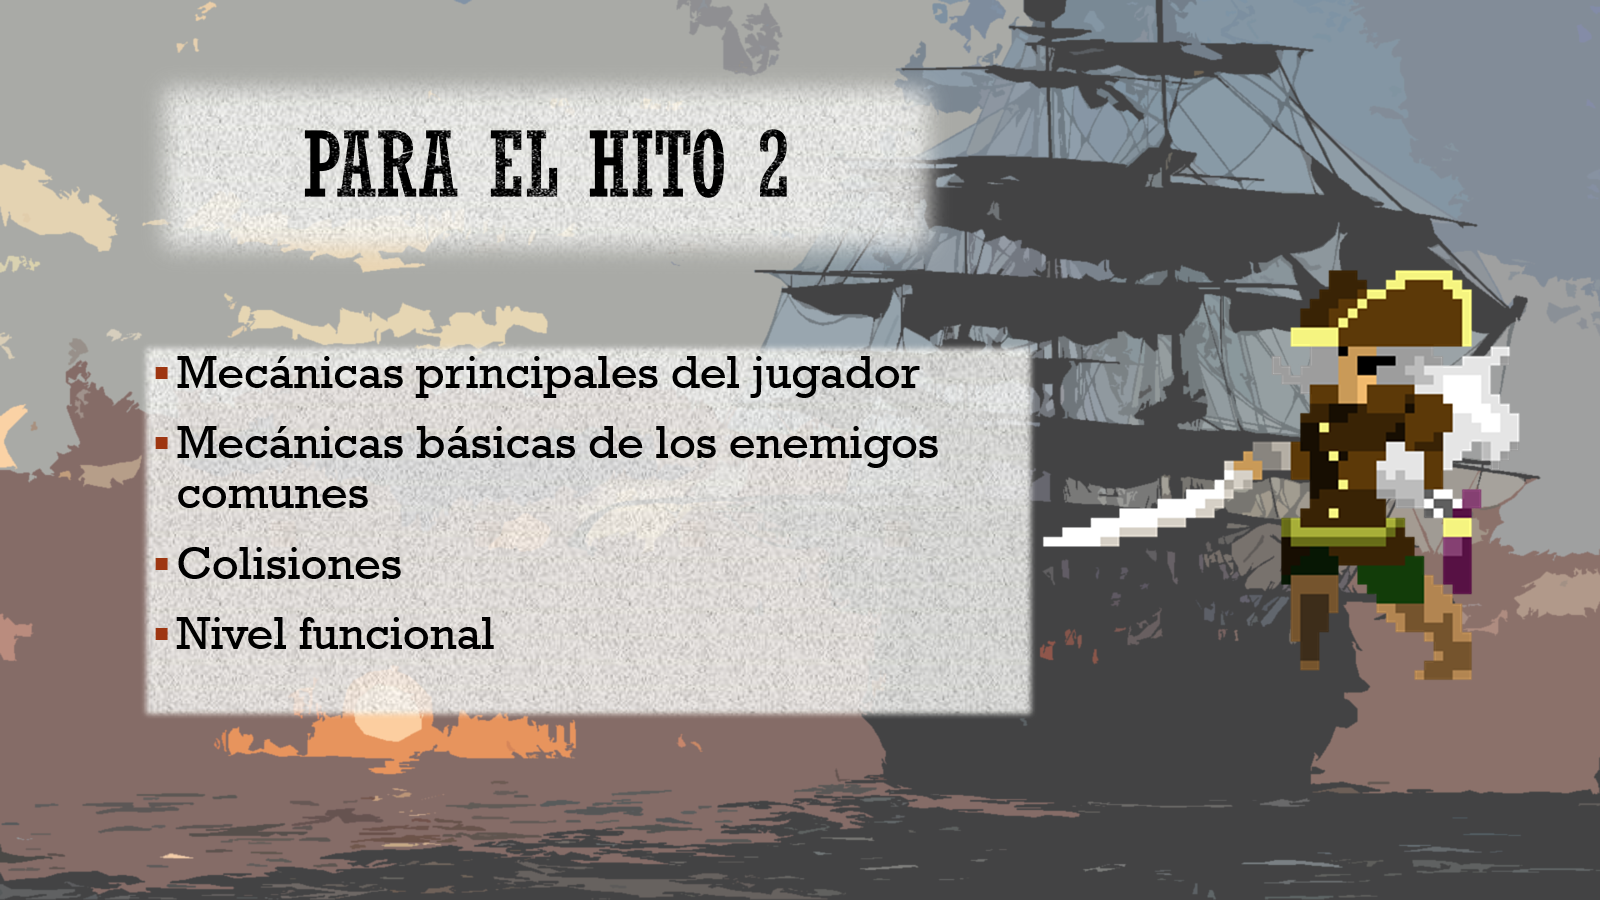 PARA EL HITO 2
▪Mecánicas principales del jugador
▪Mecánicas básicas de los enemigos
comunes
▪Colisiones
▪Nivel funcional